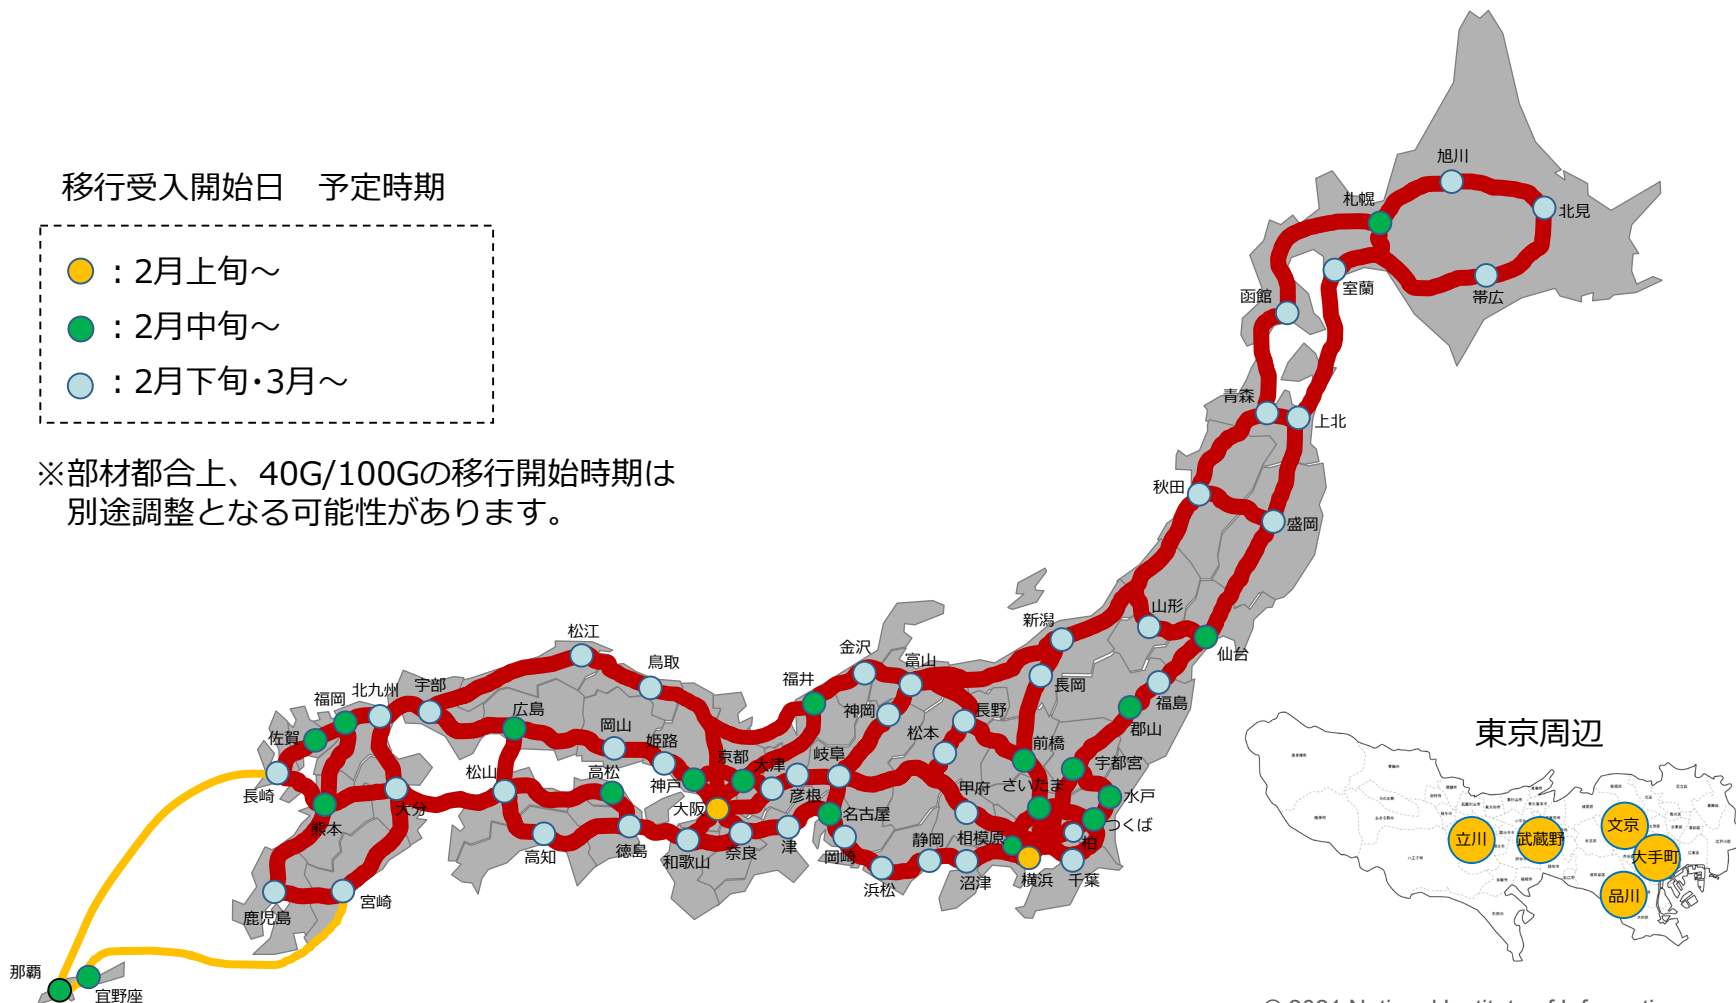 移行受入開始日 予定時期
：2月上旬～
：2月中旬～
：2月下旬・3月～
※部材都合上、40G/100Gの移行開始時期は
別途調整となる可能性があります。
旭川
札幌
北見
函館
室蘭
帯広
青森
上北
秋田
盛岡
山形
新潟
仙台
松江
金沢
富山
鳥取
福井
長岡
福島
福岡
北九州
宇部
広島
神岡
長野
郡山
佐賀
岡山
姫路
松本
前橋
京都
大津
岐阜
宇都宮
松山
高松
神戸
甲府
さいたま
長崎
大分
大阪
彦根
名古屋
水戸
熊本
つくば
高知
徳島
和歌山
奈良
津
岡崎
静岡
相模原
柏
浜松
沼津
横浜
千葉
鹿児島
宮崎
那覇
宜野座
東京周辺
文京
立川
武蔵野
大手町
品川